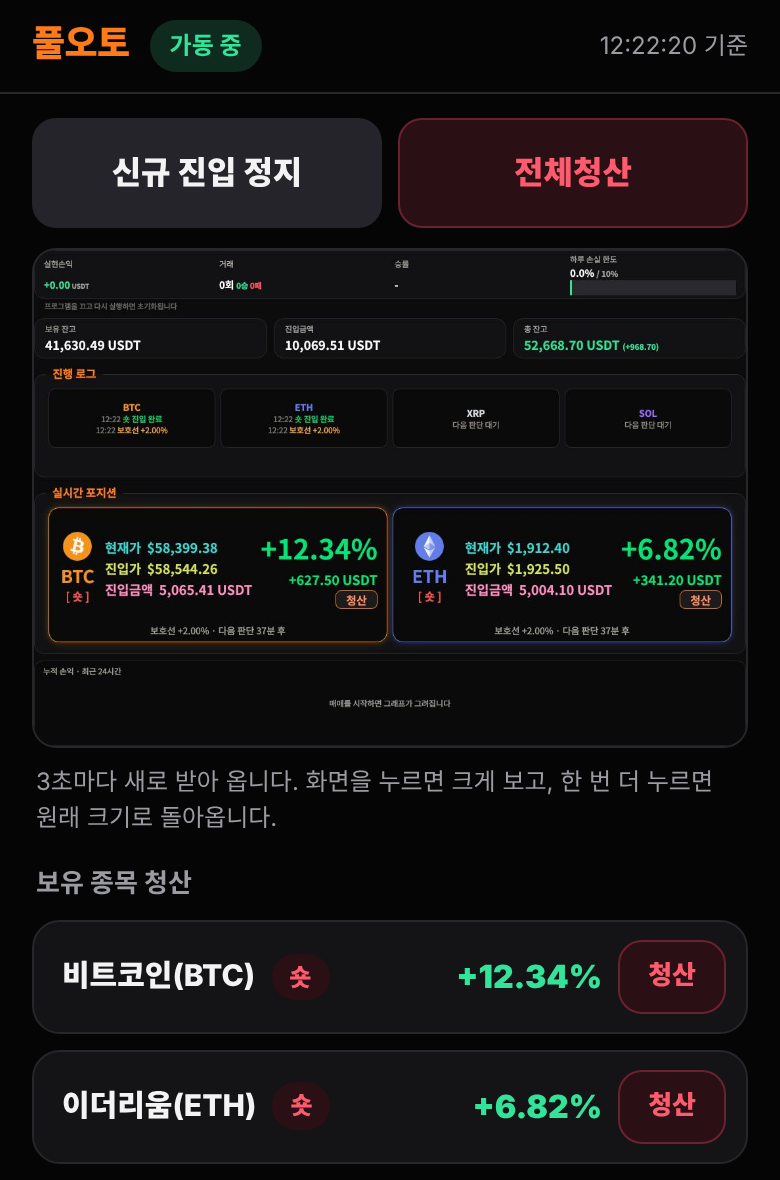 풀오토 가동 중 12:22:20 기준
신규 진입 정지 전체청산
실현손익 거래 승률 하루 손실 한도
+0.00 USDT 0회 0승 0패 - 0.0% / 10%
프로그램을 끄고 다시 실행하면 초기화됩니다
보유 잔고 진입금액 총 잔고
41,630.49 USDT 10,069.51 USDT 52,668.70 USDT (+968.70)
진행 로그
BTC ETH XRP SOL
12:22 숏 진입 완료 12:22 숏 진입 완료 다음 판단 대기 다음 판단 대기
12:22 보호선 +2.00% 12:22 보호선 +2.00%
실시간 포지션
BTC
[ 숏 ]
현재가 $58,399.38
진입가 $58,544.26
진입금액 5,065.41 USDT
+12.34%
+627.50 USDT
청산
보호선 +2.00% · 다음 판단 37분 후
ETH
[ 숏 ]
현재가 $1,912.40
진입가 $1,925.50
진입금액 5,004.10 USDT
+6.82%
+341.20 USDT
청산
보호선 +2.00% · 다음 판단 37분 후
누적 손익 · 최근 24시간
매매를 시작하면 그래프가 그려집니다
3초마다 새로 받아 옵니다. 화면을 누르면 크게 보고, 한 번 더 누르면
원래 크기로 돌아옵니다.
보유 종목 청산
비트코인(BTC) 숏 +12.34% 청산
이더리움(ETH) 숏 +6.82% 청산